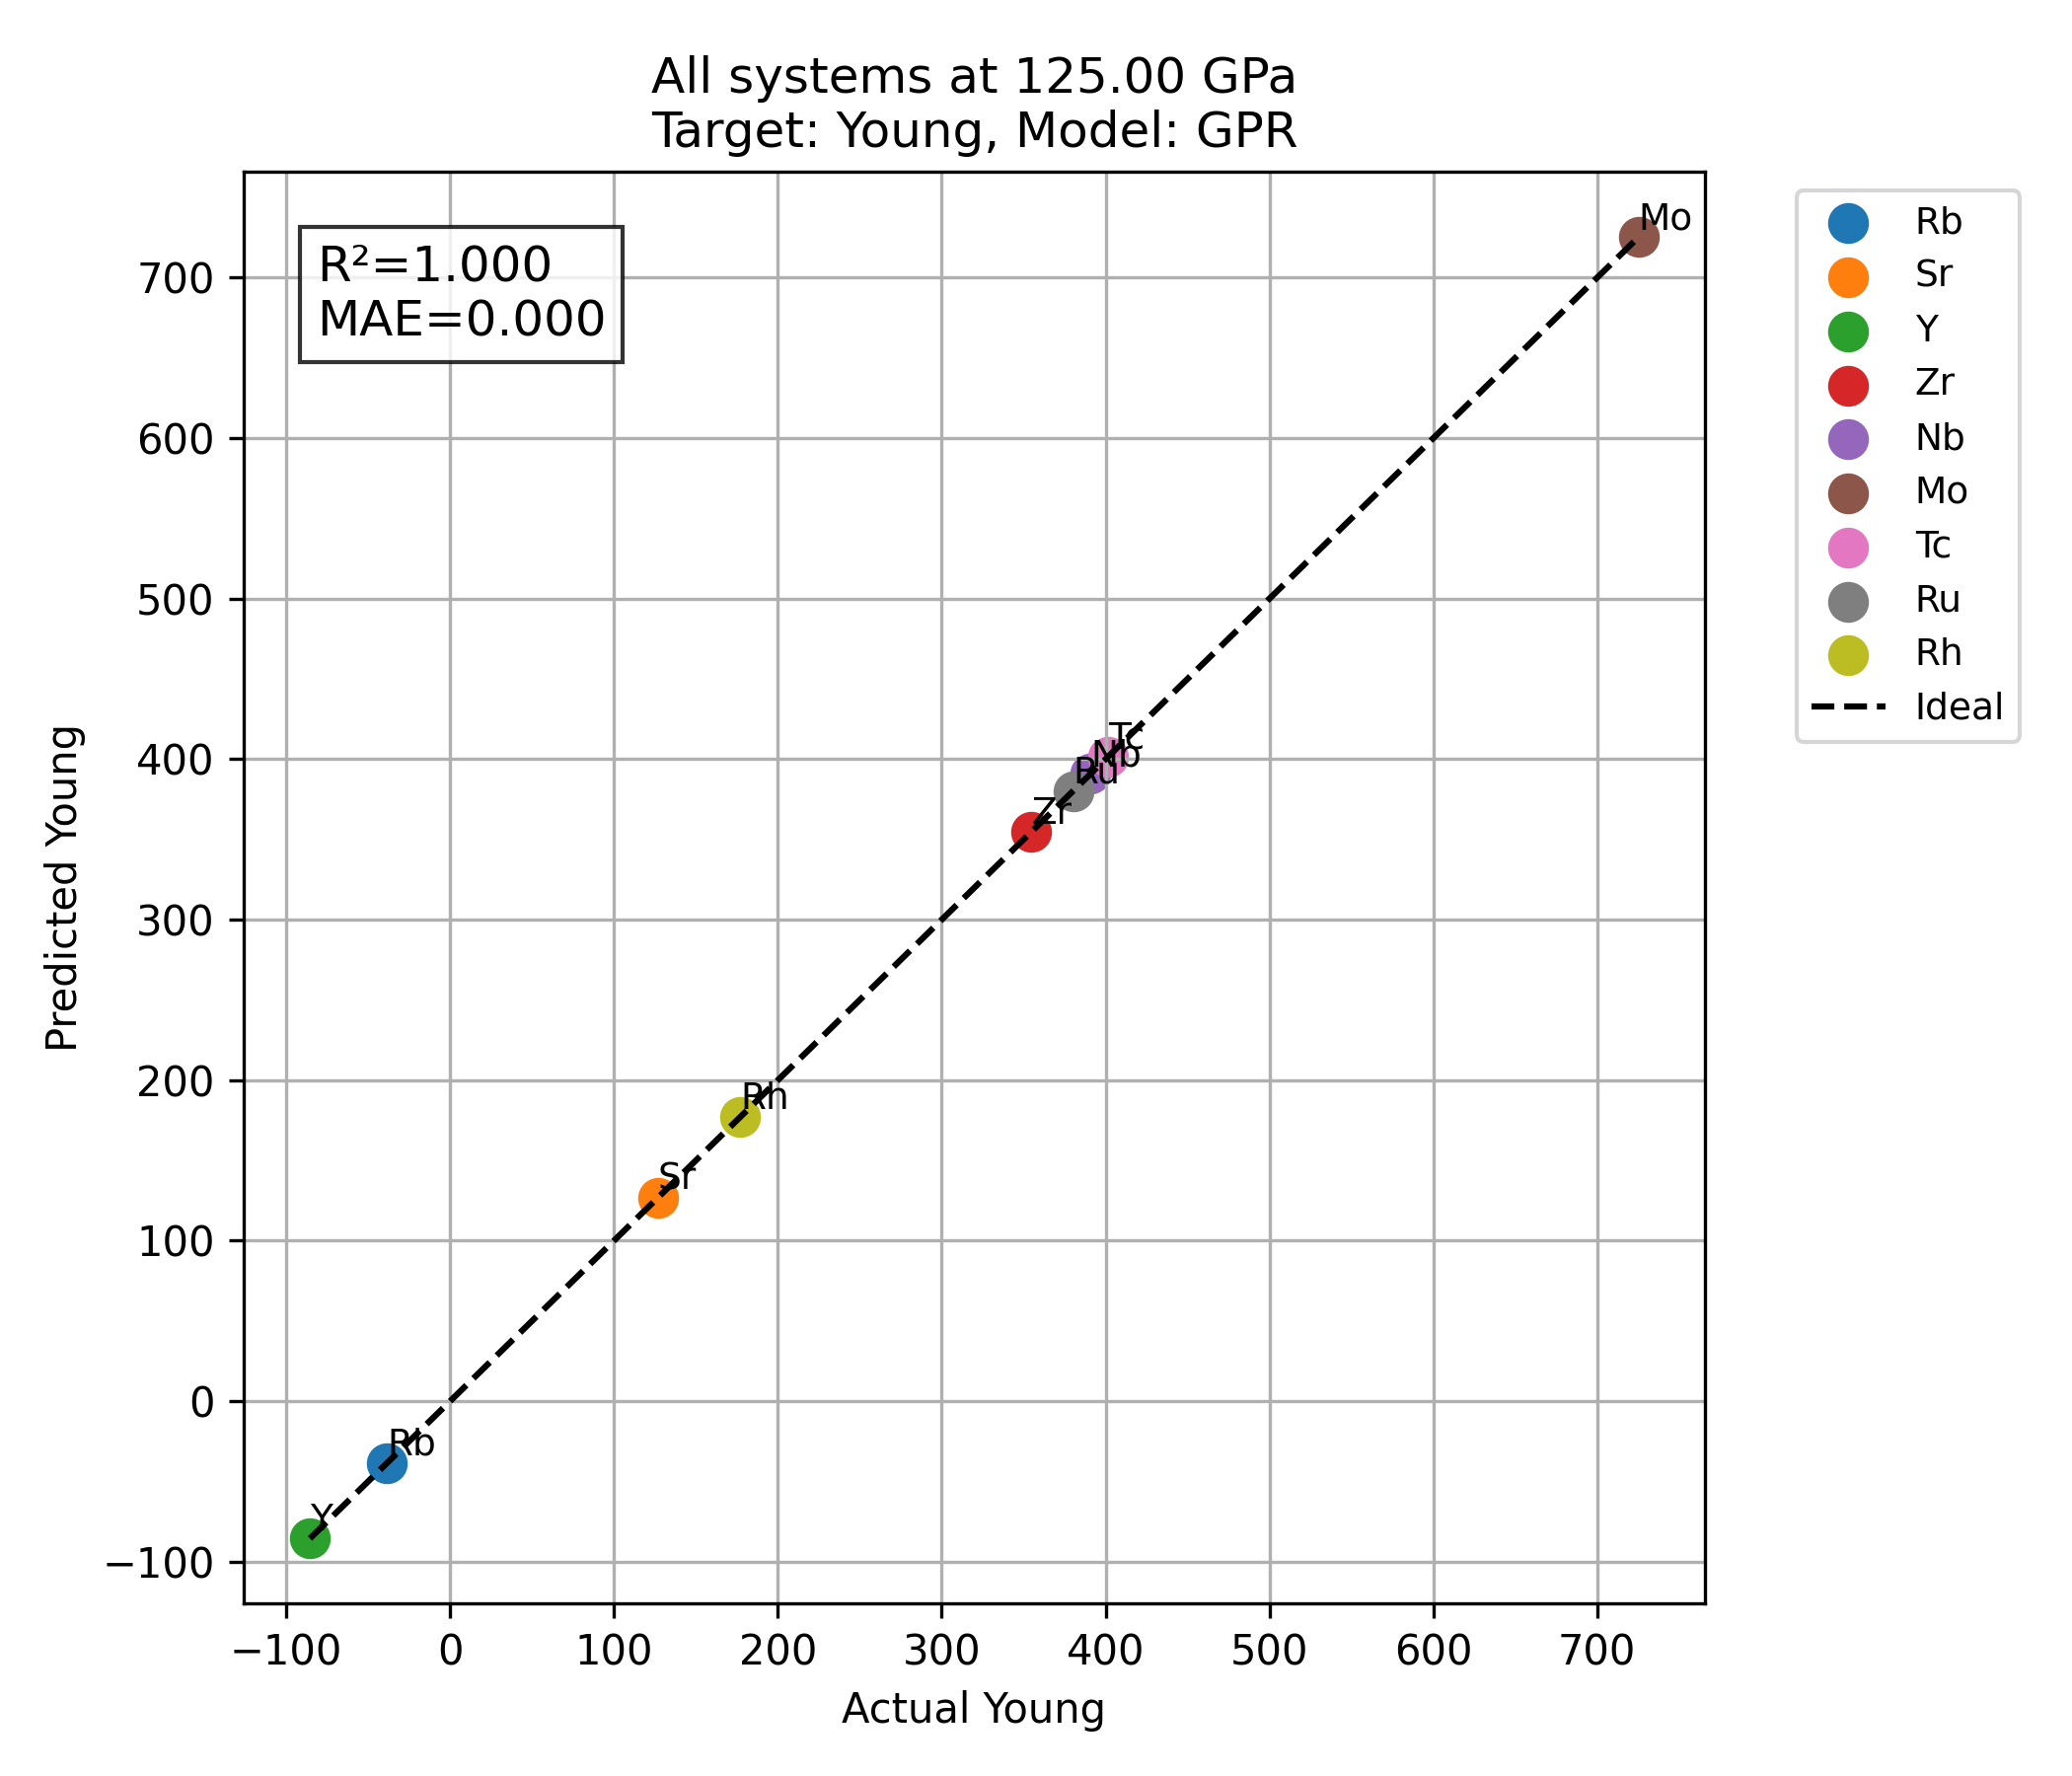 All systems at 125.00 GPa
Target: Young, Model: GPR
R²=1.000
MAE=0.000
Predicted Young
700
600
500
400
300
200
100
0
−100
Mo
Tc
Nb
Ru
Zr
Rh
Sr
Rb
Y
−100 0 100 200 300 400 500 600 700
Actual Young
Rb
Sr
Y
Zr
Nb
Mo
Tc
Ru
Rh
Ideal